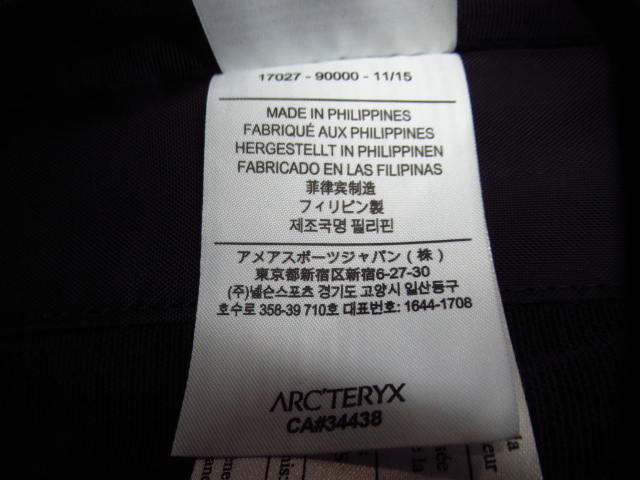 17027 - 90000 - 11/15
MADE IN PHILIPPINES
FABRIQUÉ AUX PHILIPPINES
HERGESTELLT IN PHILIPPINEN
FABRICADO EN LAS FILIPINAS
菲律宾制造
フィリピン製
제조국명 필리핀
アメアスポーツジャパン(株)
東京都新宿区新宿6-27-30
(주)넬슨스포츠 경기도 고양시 일산동구
호수로 358-39 710호 대표번호: 1644-1708
ARC'TERYX
CA#34438